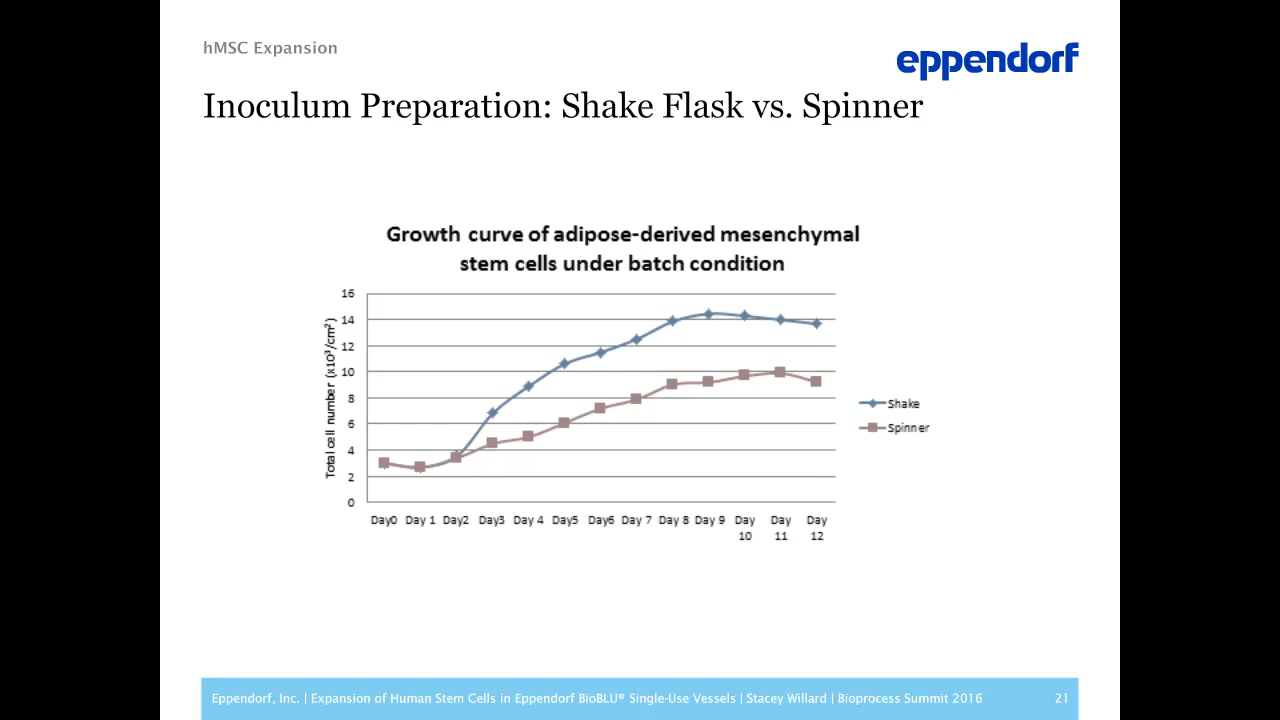 hMSC Expansion
eppendorf
Inoculum Preparation: Shake Flask vs. Spinner
Growth curve of adipose-derived mesenchymal
stem cells under batch condition
Total cell number (x10³/cm²)
16
14
12
10
8
6
4
2
0
Shake
Spinner
Day0 Day 1 Day2 Day3 Day 4 Day5 Day6 Day 7 Day 8 Day 9 Day Day Day
10 11 12
Eppendorf, Inc. | Expansion of Human Stem Cells in Eppendorf BioBLU® Single-Use Vessels | Stacey Willard | Bioprocess Summit 2016 21